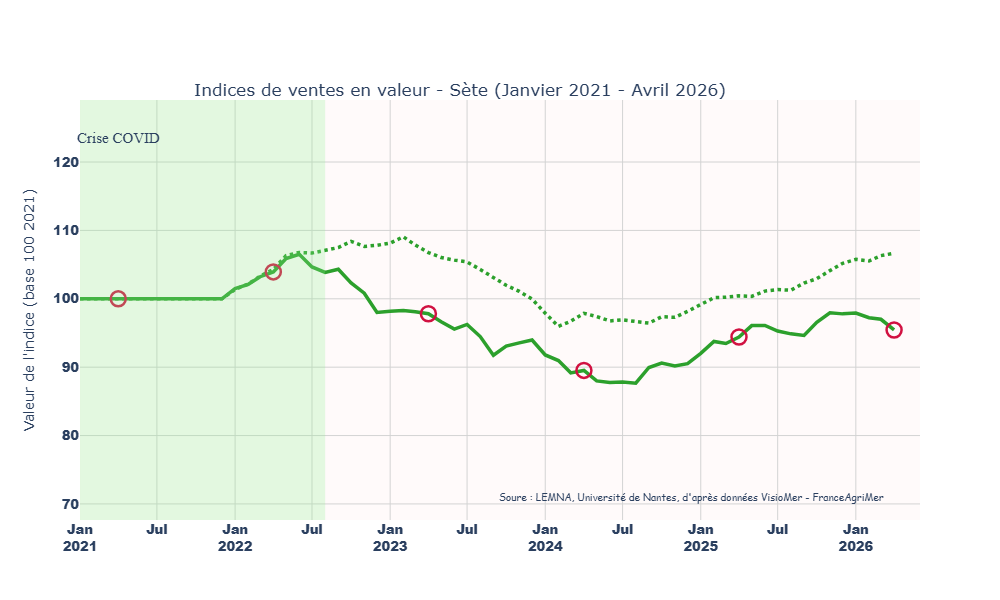 Indices de ventes en valeur - Sète (Janvier 2021 - Avril 2026)
Crise COVID
Valeur de l'indice (base 100 2021)
120
110
100
90
80
70
Soure : LEMNA, Université de Nantes, d'après données VisioMer - FranceAgriMer
Jan Jul Jan Jul Jan Jul Jan Jul Jan Jul Jan
2021 2022 2023 2024 2025 2026